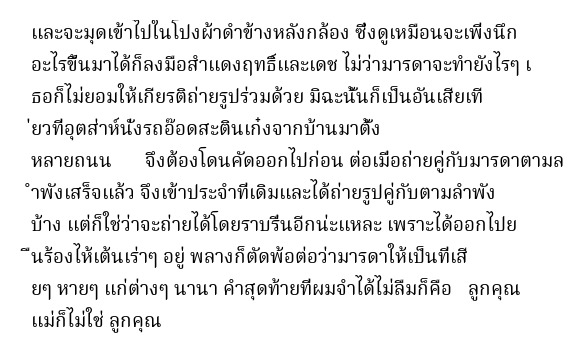 และจะมุดเข้าไปในโปงผ้าดำข้างหลังกล้อง ซึ่งดูเหมือนจะเพิ่งนึก
อะไรขึ้นมาได้ก็ลงมือสำแดงฤทธิ์และเดช ไม่ว่ามารดาจะทำยังไรๆ เ
ธอก็ไม่ยอมให้เกียรติถ่ายรูปร่วมด้วย มิฉะนั้นก็เป็นอันเสียเที
่ยวที่อุตส่าห์นั่งรถอ๊อดสะตินเก๋งจากบ้านมาตั้ง
หลายถนน จึงต้องโดนคัดออกไปก่อน ต่อเมื่อถ่ายคู่กับมารดาตามล
ำพังเสร็จแล้ว จึงเข้าประจำที่เดิมและได้ถ่ายรูปคู่กับตามลำพัง
บ้าง แต่ก็ใช่ว่าจะถ่ายได้โดยราบรื่นอีกน่ะแหละ เพราะได้ออกไปย
ืนร้องไห้เต้นเร่าๆ อยู่ พลางก็ตัดพ้อต่อว่ามารดาให้เป็นที่เสี
ยๆ หายๆ แก่ต่างๆ นานา คำสุดท้ายที่ผมจำได้ไม่ลืมก็คือ ลูกคุณ
แม่ก็ไม่ใช่ ลูกคุณ